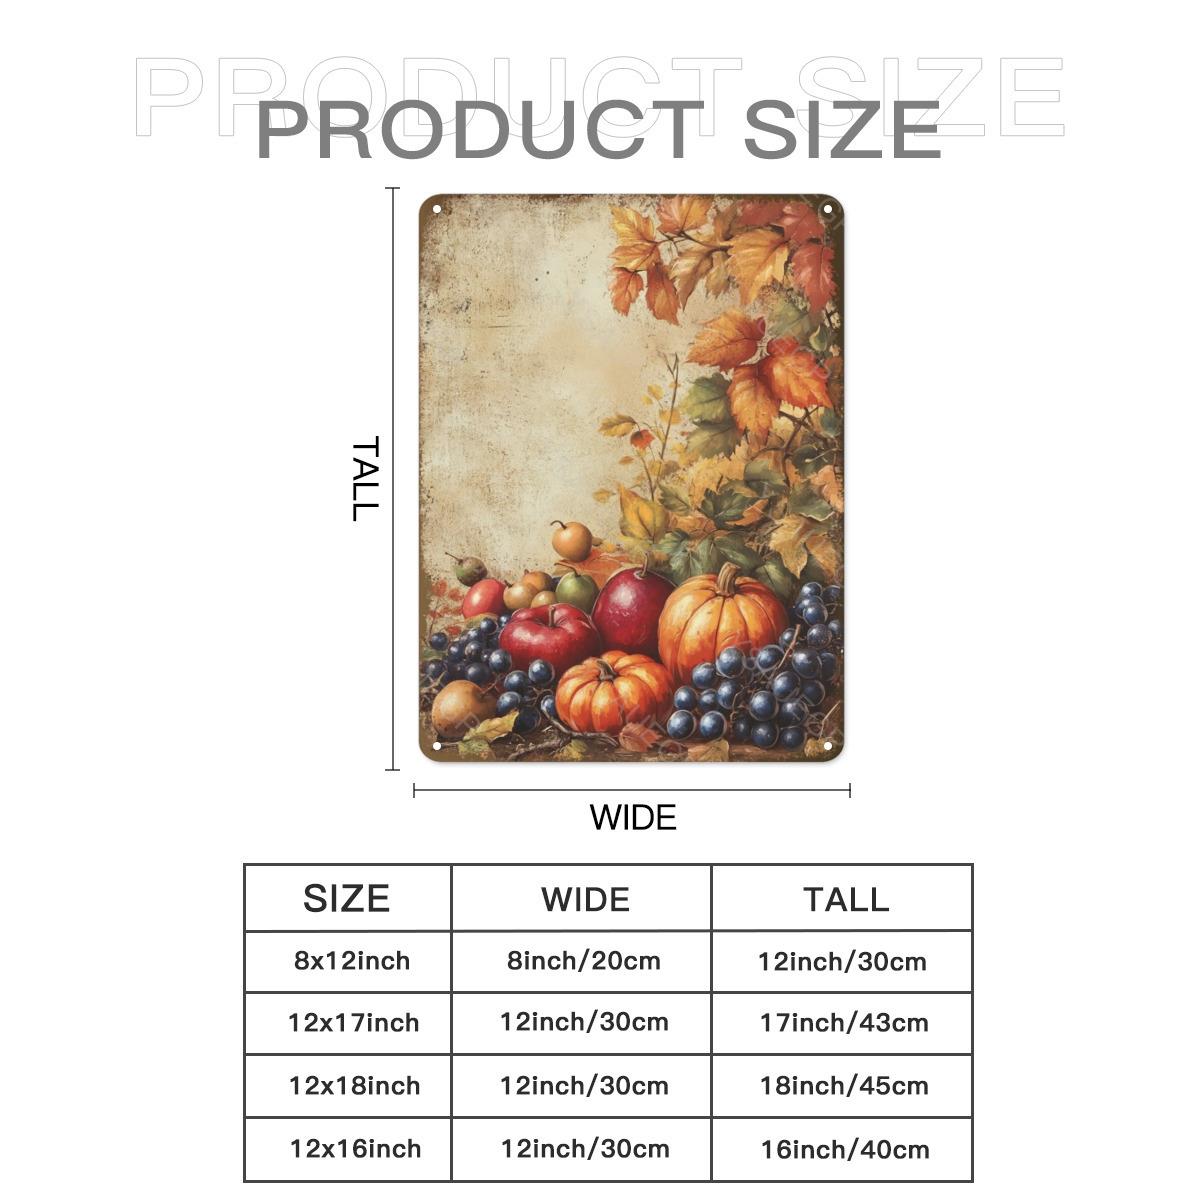 PRODUCT SIZE
PRODUCT SIZE
TALL
WIDE
SIZE WIDE TALL
8x12inch 8inch/20cm 12inch/30cm
12x17inch 12inch/30cm 17inch/43cm
12x18inch 12inch/30cm 18inch/45cm
12x16inch 12inch/30cm 16inch/40cm